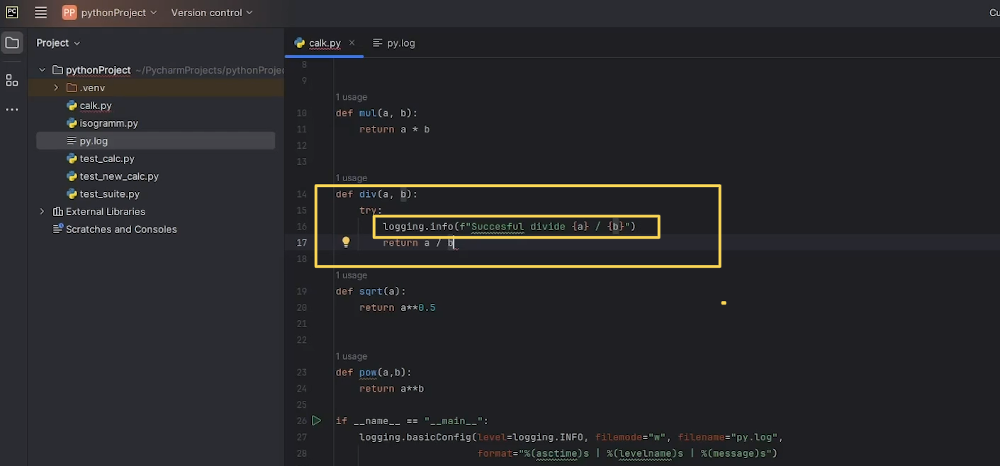 PC
PP pythonProject Version control Cu
Project
calk.py
py.log
pythonProject ~/PycharmProjects/pythonProjec
.venv
calk.py
isogramm.py
py.log
test_calc.py
test_new_calc.py
test_suite.py
External Libraries
Scratches and Consoles
8
9
1 usage
10 def mul(a, b):
11 return a * b
12
13
1 usage
14 def div(a, b):
15 try:
16 logging.info(f"Succesful divide {a} / {b}")
17 return a / b
18
1 usage
19 def sqrt(a):
20 return a**0.5
21
22
1 usage
23 def pow(a,b):
24 return a**b
25
26 if __name__ == "__main__":
27 logging.basicConfig(level=logging.INFO, filemode="w", filename="py.log",
28 format="%(asctime)s | %(levelname)s | %(message)s")